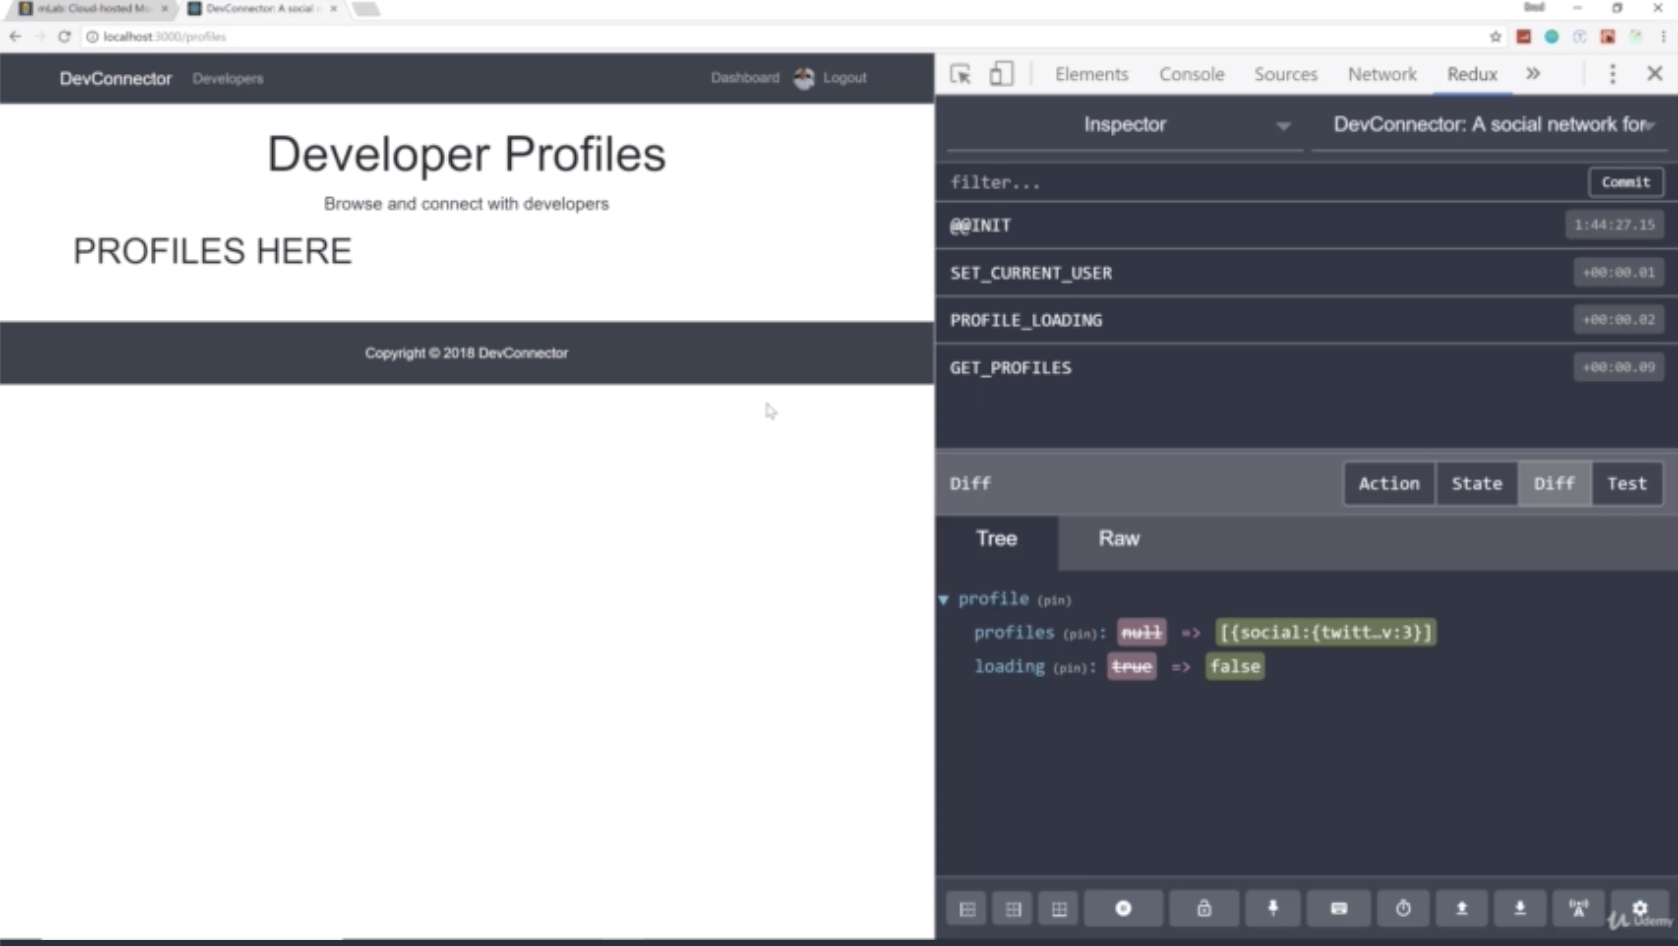 mLab: Cloud-hosted Mo
DevConnector: A social n
localhost:3000/profiles
DevConnector
Developers
Dashboard
Logout
Developer Profiles
Browse and connect with developers
PROFILES HERE
Copyright © 2018 DevConnector
Elements
Console
Sources
Network
Redux
Inspector
DevConnector: A social network for
filter...
Commit
@@INIT
1:44:27.15
SET_CURRENT_USER
+00:00.01
PROFILE_LOADING
+00:00.02
GET_PROFILES
+00:00.09
Diff
Action
State
Diff
Test
Tree
Raw
profile (pin)
profiles (pin): null => [{social:{twitt…v:3}]
loading (pin): true => false
Udemy